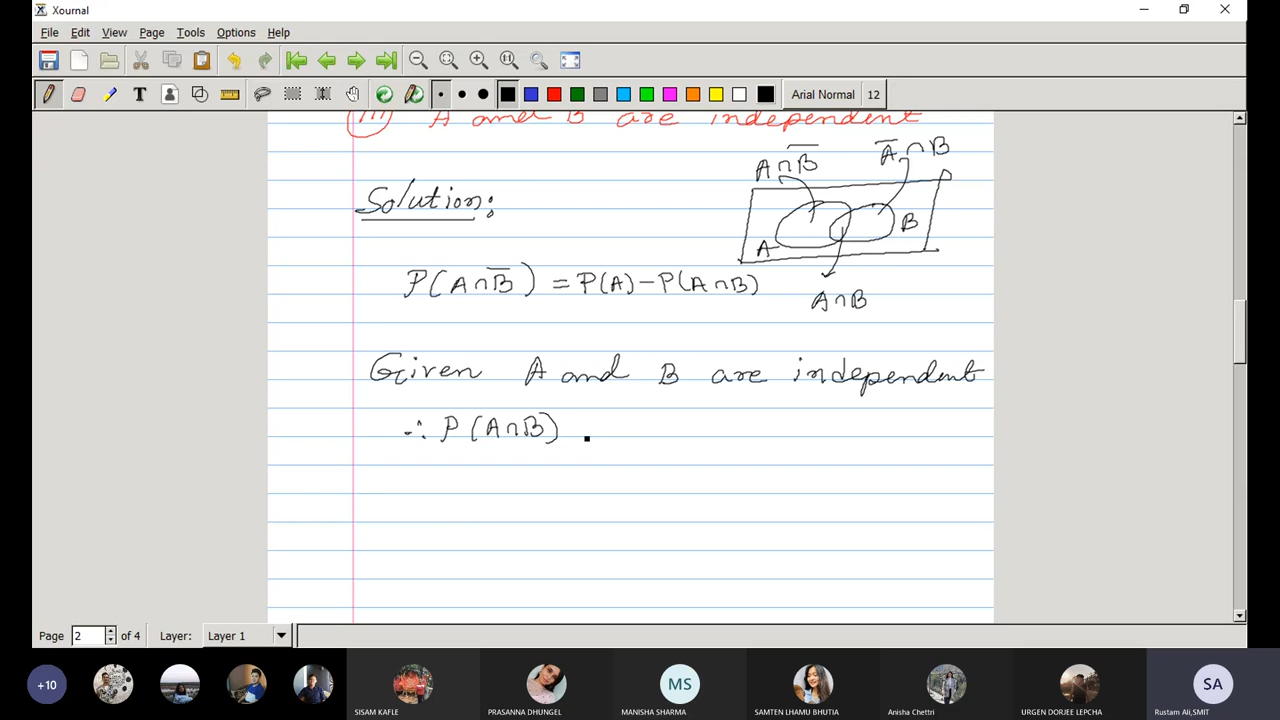 Xournal
File Edit View Page Tools Options Help
Arial Normal 12
(iii) A and B are independent
A∩B̅ A̅∩B
Solution:
A B
P(A∩B̅) = P(A) – P(A∩B)
A∩B
Given A and B are independent
∴ P(A∩B)
Page 2 of 4 Layer: Layer 1
+10 MS SA
SISAM KAFLE PRASANNA DHUNGEL MANISHA SHARMA SAMTEN LHAMU BHUTIA Anisha Chettri URGEN DORJEE LEPCHA Rustam Ali,SMIT